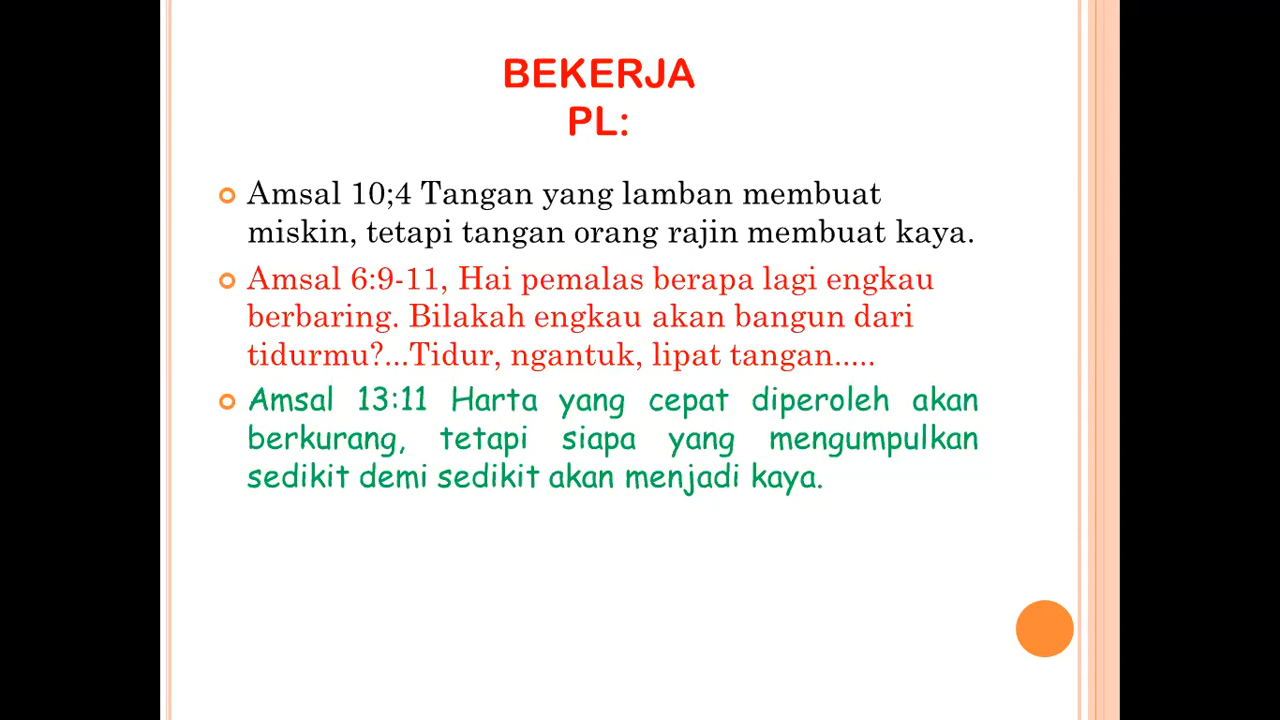 BEKERJA
PL:
Amsal 10;4 Tangan yang lamban membuat
miskin, tetapi tangan orang rajin membuat kaya.
Amsal 6:9-11, Hai pemalas berapa lagi engkau
berbaring. Bilakah engkau akan bangun dari
tidurmu?...Tidur, ngantuk, lipat tangan.....
Amsal 13:11 Harta yang cepat diperoleh akan
berkurang, tetapi siapa yang mengumpulkan
sedikit demi sedikit akan menjadi kaya.